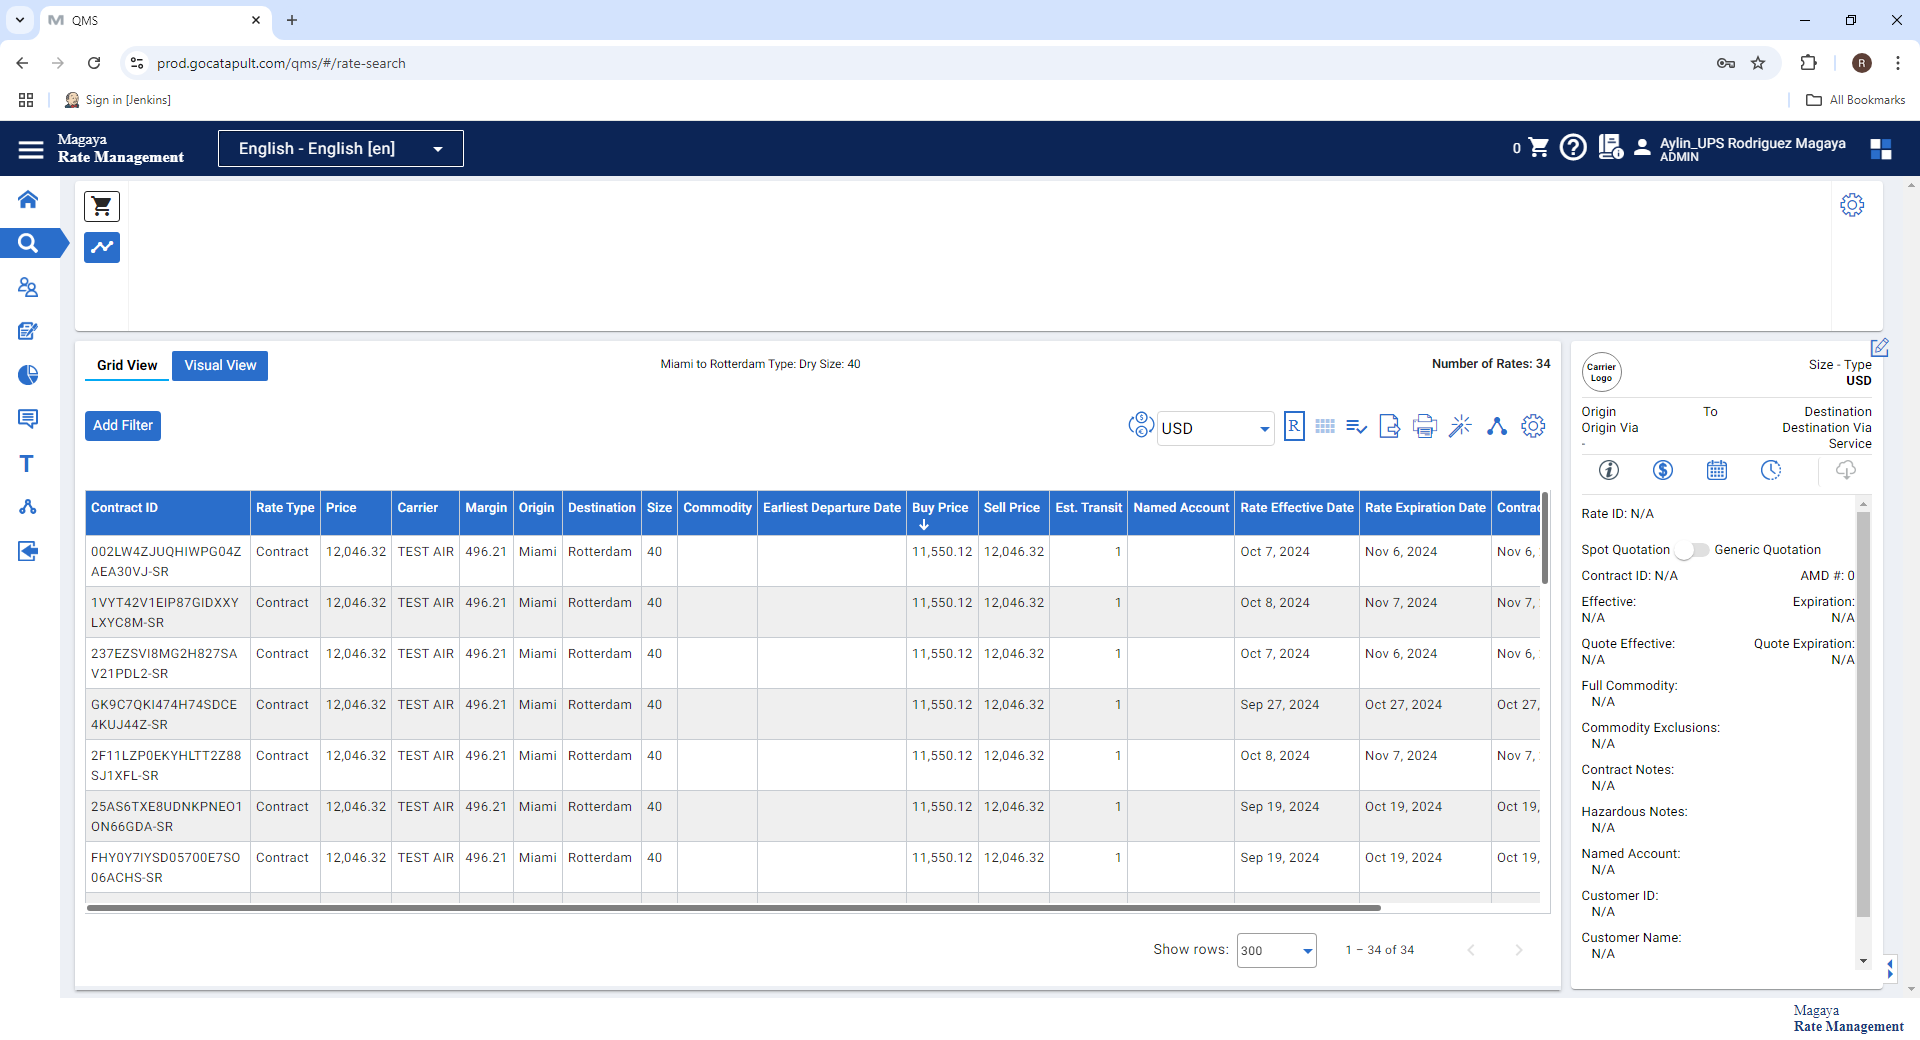 QMS
prod.gocatapult.com/qms/#/rate-search
R
Sign in [Jenkins]
All Bookmarks
Magaya
Rate Management
English - English [en]
0
Aylin_UPS Rodriguez Magaya
ADMIN
Grid View
Visual View
Miami to Rotterdam Type: Dry Size: 40
Number of Rates: 34
Add Filter
USD
R
Contract ID Rate Type Price Carrier Margin Origin Destination Size Commodity Earliest Departure Date Buy Price Sell Price Est. Transit Named Account Rate Effective Date Rate Expiration Date Contrac
002LW4ZJUQHIWPG04Z Contract 12,046.32 TEST AIR 496.21 Miami Rotterdam 40 11,550.12 12,046.32 1 Oct 7, 2024 Nov 6, 2024 Nov 6,
AEA30VJ-SR
1VYT42V1EIP87GIDXXY Contract 12,046.32 TEST AIR 496.21 Miami Rotterdam 40 11,550.12 12,046.32 1 Oct 8, 2024 Nov 7, 2024 Nov 7,
LXYC8M-SR
237EZSVI8MG2H827SA Contract 12,046.32 TEST AIR 496.21 Miami Rotterdam 40 11,550.12 12,046.32 1 Oct 7, 2024 Nov 6, 2024 Nov 6,
V21PDL2-SR
GK9C7QKI474H74SDCE Contract 12,046.32 TEST AIR 496.21 Miami Rotterdam 40 11,550.12 12,046.32 1 Sep 27, 2024 Oct 27, 2024 Oct 27,
4KUJ44Z-SR
2F11LZP0EKYHLTT2Z88 Contract 12,046.32 TEST AIR 496.21 Miami Rotterdam 40 11,550.12 12,046.32 1 Oct 8, 2024 Nov 7, 2024 Nov 7,
SJ1XFL-SR
25AS6TXE8UDNKPNEO1 Contract 12,046.32 TEST AIR 496.21 Miami Rotterdam 40 11,550.12 12,046.32 1 Sep 19, 2024 Oct 19, 2024 Oct 19,
ON66GDA-SR
FHY0Y7IYSD05700E7SO Contract 12,046.32 TEST AIR 496.21 Miami Rotterdam 40 11,550.12 12,046.32 1 Sep 19, 2024 Oct 19, 2024 Oct 19,
06ACHS-SR
Show rows: 300 1 – 34 of 34
Carrier
Logo
Size - Type
USD
Origin To Destination
Origin Via Destination Via
- Service
Rate ID: N/A
Spot Quotation Generic Quotation
Contract ID: N/A AMD #: 0
Effective: Expiration:
N/A N/A
Quote Effective: Quote Expiration:
N/A N/A
Full Commodity:
N/A
Commodity Exclusions:
N/A
Contract Notes:
N/A
Hazardous Notes:
N/A
Named Account:
N/A
Customer ID:
N/A
Customer Name:
N/A
Magaya
Rate Management